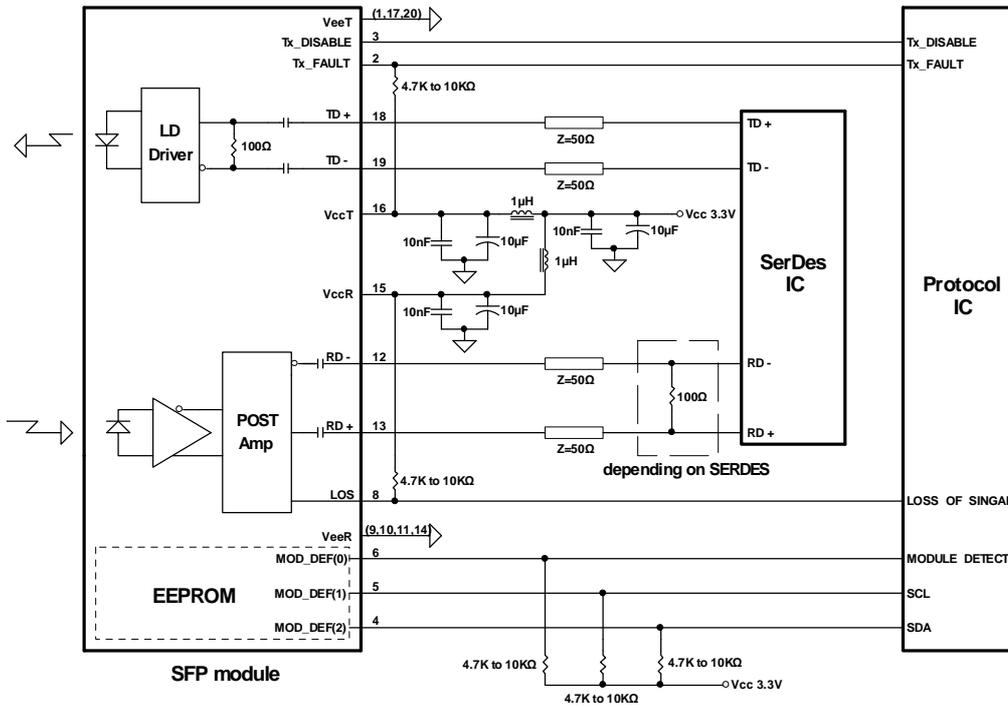 VeeT (1,17,20)
Tx_DISABLE 3 Tx_DISABLE
Tx_FAULT 2 Tx_FAULT
4.7K to 10KΩ
LD
Driver
100Ω
TD + 18 TD +
Z=50Ω
TD - 19 TD -
Z=50Ω
VccT 16
1µH
Vcc 3.3V
10nF 10µF
10nF 10µF
1µH
SerDes
IC
Protocol
IC
VccR 15
10nF 10µF
RD - 12 RD -
Z=50Ω
100Ω
POST
Amp
RD + 13 RD +
Z=50Ω
depending on SERDES
4.7K to 10KΩ
LOS 8 LOSS OF SINGAL
VeeR (9,10,11,14)
MOD_DEF(0) 6 MODULE DETECT
EEPROM
MOD_DEF(1) 5 SCL
MOD_DEF(2) 4 SDA
4.7K to 10KΩ 4.7K to 10KΩ
SFP module
Vcc 3.3V
4.7K to 10KΩ